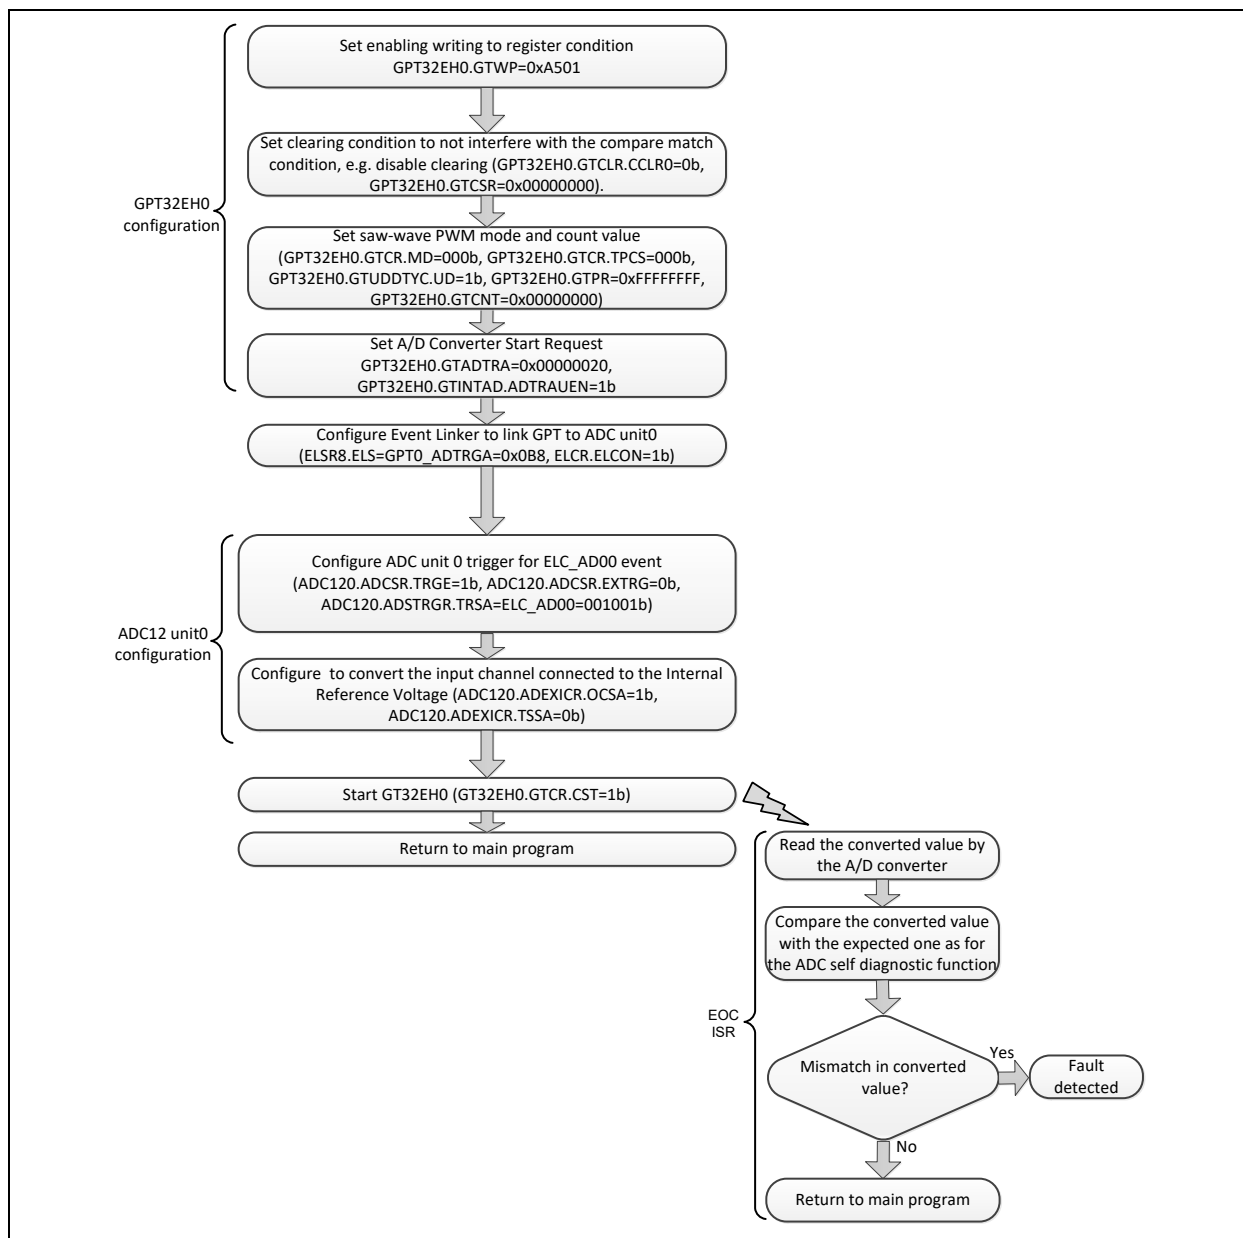 Set enabling writing to register condition
GPT32EH0.GTWP=0xA501
Set clearing condition to not interfere with the compare match
condition, e.g. disable clearing (GPT32EH0.GTCLR.CCLR0=0b,
GPT32EH0.GTCSR=0x00000000).
GPT32EH0
configuration
Set saw-wave PWM mode and count value
(GPT32EH0.GTCR.MD=000b, GPT32EH0.GTCR.TPCS=000b,
GPT32EH0.GTUDDTYC.UD=1b, GPT32EH0.GTPR=0xFFFFFFFF,
GPT32EH0.GTCNT=0x00000000)
Set A/D Converter Start Request
GPT32EH0.GTADTRA=0x00000020,
GPT32EH0.GTINTAD.ADTRAUEN=1b
Configure Event Linker to link GPT to ADC unit0
(ELSR8.ELS=GPT0_ADTRGA=0x0B8, ELCR.ELCON=1b)
Configure ADC unit 0 trigger for ELC_AD00 event
(ADC120.ADCSR.TRGE=1b, ADC120.ADCSR.EXTRG=0b,
ADC120.ADSTRGR.TRSA=ELC_AD00=001001b)
ADC12 unit0
configuration
Configure  to convert the input channel connected to the Internal
Reference Voltage (ADC120.ADEXICR.OCSA=1b,
ADC120.ADEXICR.TSSA=0b)
Start GT32EH0 (GT32EH0.GTCR.CST=1b)
Return to main program
Read the converted value by
the A/D converter
Compare the converted value
with the expected one as for
the ADC self diagnostic function
EOC
ISR
Mismatch in converted
value?
Yes
Fault
detected
No
Return to main program